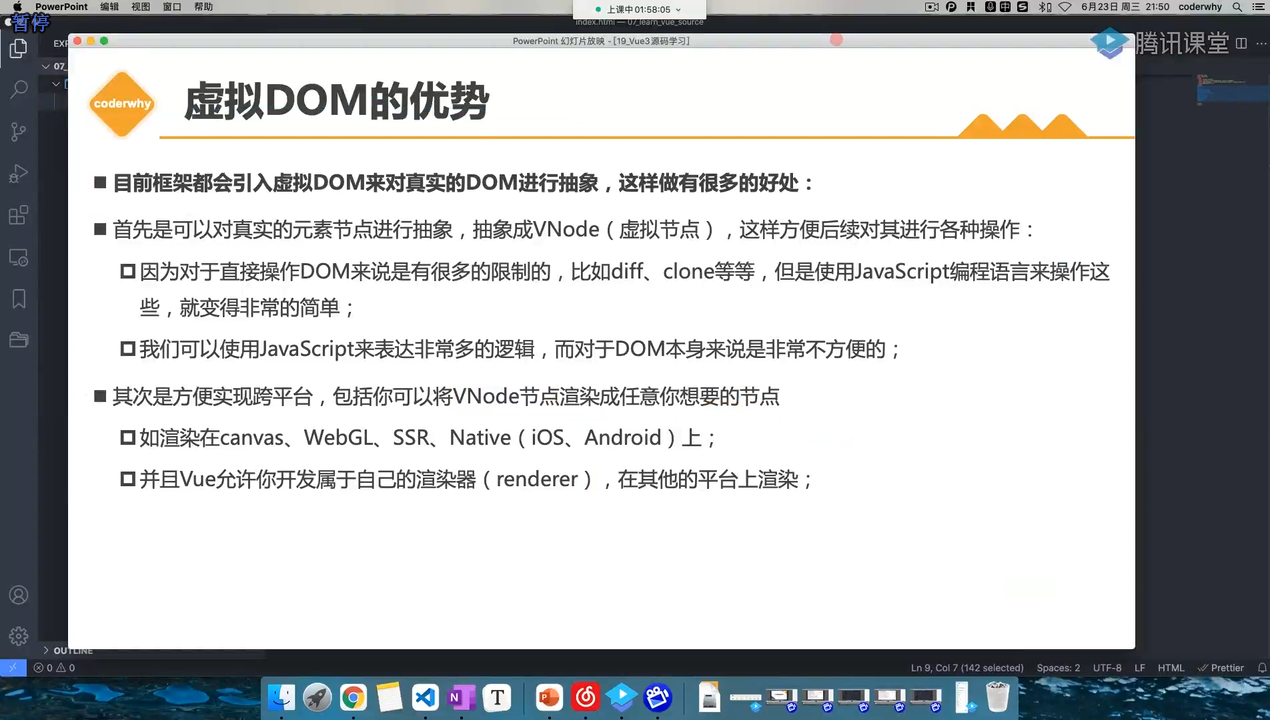 PowerPoint 编辑 视图 窗口 帮助
上课中 01:58:05
6月23日 周三 21:50 coderwhy
暂停
index.html — 07_learn_vue_source
PowerPoint 幻灯片放映 - [19_Vue3源码学习]
腾讯课堂
EXP
07_
coderwhy
虚拟DOM的优势
目前框架都会引入虚拟DOM来对真实的DOM进行抽象，这样做有很多的好处：
首先是可以对真实的元素节点进行抽象，抽象成VNode（虚拟节点），这样方便后续对其进行各种操作：
因为对于直接操作DOM来说是有很多的限制的，比如diff、clone等等，但是使用JavaScript编程语言来操作这
些，就变得非常的简单；
我们可以使用JavaScript来表达非常多的逻辑，而对于DOM本身来说是非常不方便的；
其次是方便实现跨平台，包括你可以将VNode节点渲染成任意你想要的节点
如渲染在canvas、WebGL、SSR、Native（iOS、Android）上；
并且Vue允许你开发属于自己的渲染器（renderer），在其他的平台上渲染；
OUTLINE
0 0
Ln 9, Col 7 (142 selected) Spaces: 2 UTF-8 LF HTML Prettier